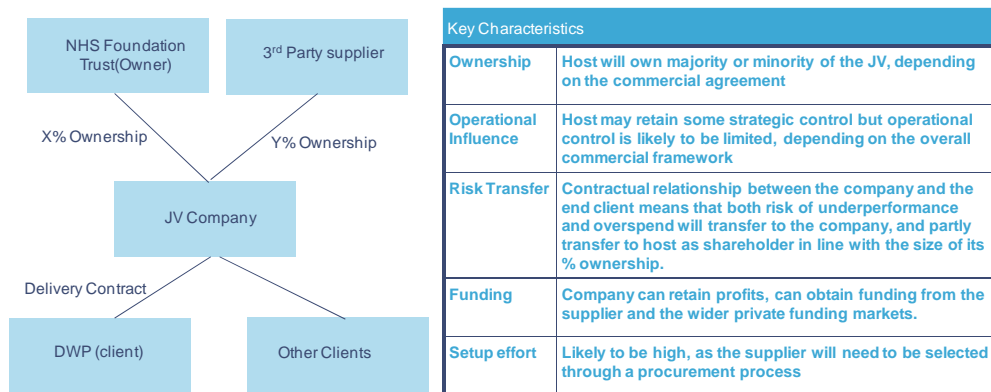 NHS Foundation
Trust(Owner)
3rd Party supplier
X% Ownership
Y% Ownership
JV Company
Delivery Contract
DWP (client)
Other Clients
Key Characteristics
Ownership
Host will own majority or minority of the JV, depending
on the commercial agreement
Operational
Influence
Host may retain some strategic control but operational
control is likely to be limited, depending on the overall
commercial framework
Risk Transfer
Contractual relationship between the company and the
end client means that both risk of underperformance
and overspend will transfer to the company, and partly
transfer to host as shareholder in line with the size of its
% ownership.
Funding
Company can retain profits, can obtain funding from the
supplier and the wider private funding markets.
Setup effort
Likely to be high, as the supplier will need to be selected
through a procurement process